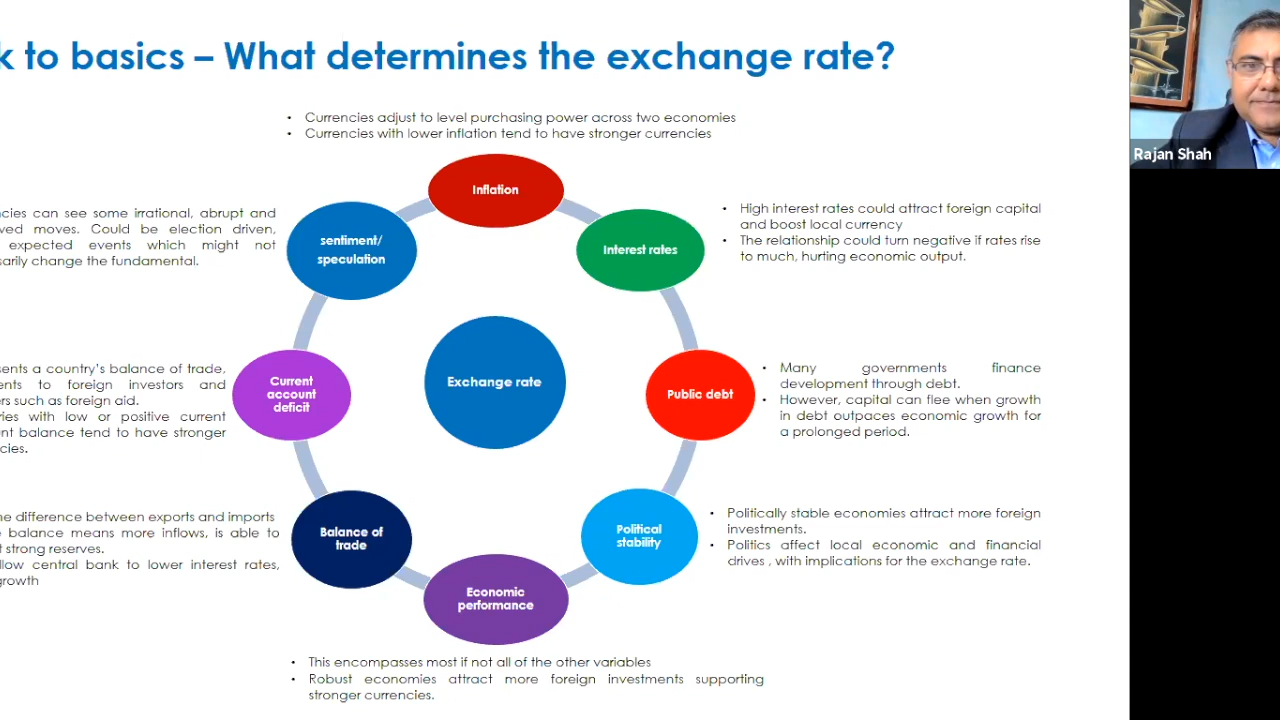 k to basics – What determines the exchange rate?
Rajan Shah
• Currencies adjust to level purchasing power across two economies
• Currencies with lower inflation tend to have stronger currencies
Inflation
• High interest rates could attract foreign capital
and boost local currency
• The relationship could turn negative if rates rise
to much, hurting economic output.
Interest rates
• Many governments finance
development through debt.
• However, capital can flee when growth
in debt outpaces economic growth for
a prolonged period.
Public debt
• Politically stable economies attract more foreign
investments.
• Politics affect local economic and financial
drives , with implications for the exchange rate.
Political
stability
Economic
performance
• This encompasses most if not all of the other variables
• Robust economies attract more foreign investments supporting
stronger currencies.
Balance of
trade
he difference between exports and imports
balance means more inflows, is able to
t strong reserves.
llow central bank to lower interest rates,
growth
Current
account
deficit
sents a country's balance of trade,
ents to foreign investors and
ers such as foreign aid.
ries with low or positive current
nt balance tend to have stronger
cies.
sentiment/
speculation
ncies can see some irrational, abrupt and
ved moves. Could be election driven,
expected events which might not
sarily change the fundamental.
Exchange rate